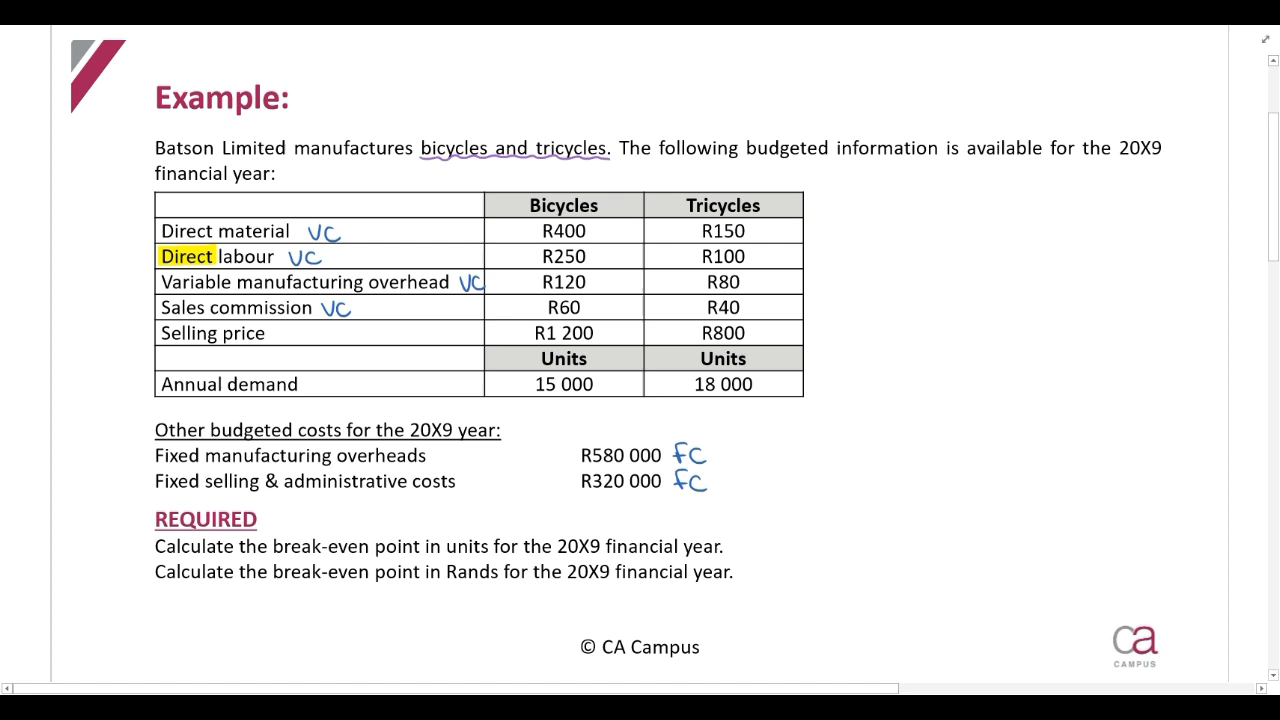 Example:
Batson Limited manufactures bicycles and tricycles. The following budgeted information is available for the 20X9
financial year:
Bicycles Tricycles
Direct material VC R400 R150
Direct labour VC R250 R100
Variable manufacturing overhead VC R120 R80
Sales commission VC R60 R40
Selling price R1 200 R800
Units Units
Annual demand 15 000 18 000
Other budgeted costs for the 20X9 year:
Fixed manufacturing overheads R580 000 FC
Fixed selling & administrative costs R320 000 FC
REQUIRED
Calculate the break-even point in units for the 20X9 financial year.
Calculate the break-even point in Rands for the 20X9 financial year.
© CA Campus
ca
CAMPUS